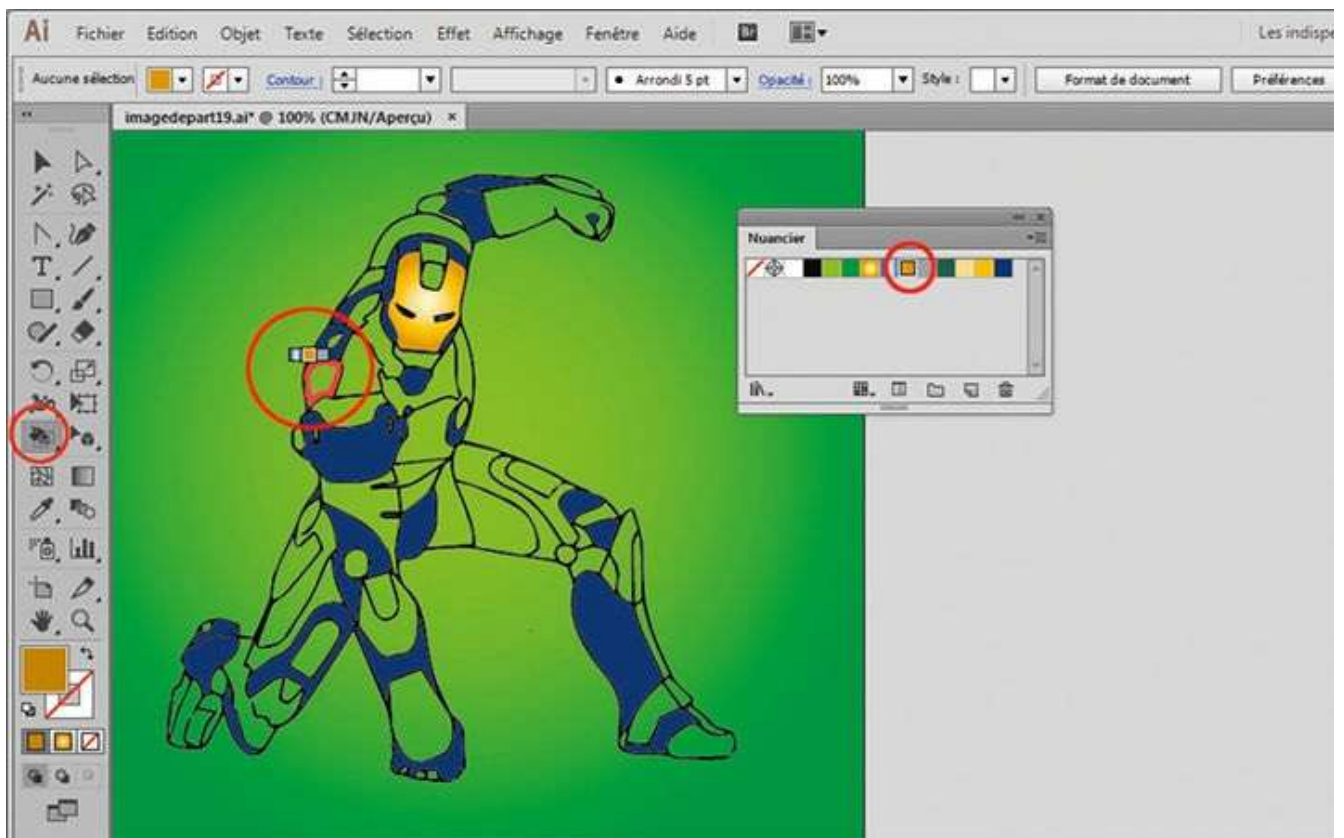 Ai Fichier Edition Objet Texte Sélection Effet Affichage Fenêtre Aide Br Les indispe
Aucune sélection Contour : Arrondi 5 pt Opacité : 100% Style : Format de document Préférences
imagedepart19.ai* @ 100% (CMJN/Aperçu) ×
Nuancier
T